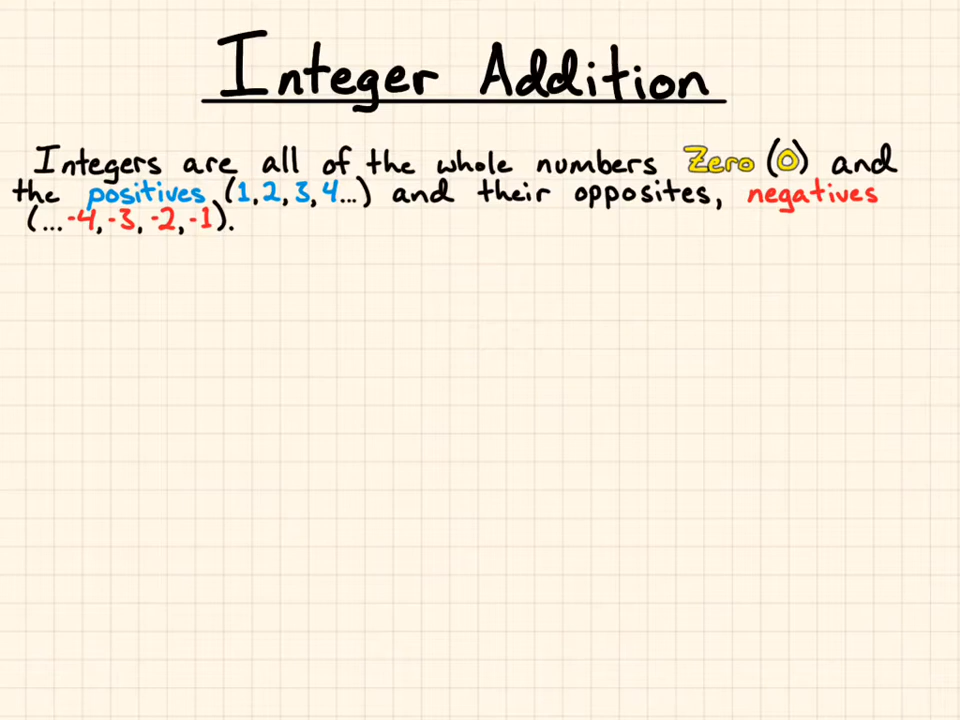 Integer Addition
Integers are all of the whole numbers Zero (0) and
the positives (1, 2, 3, 4...) and their opposites, negatives
(...-4, -3, -2, -1).